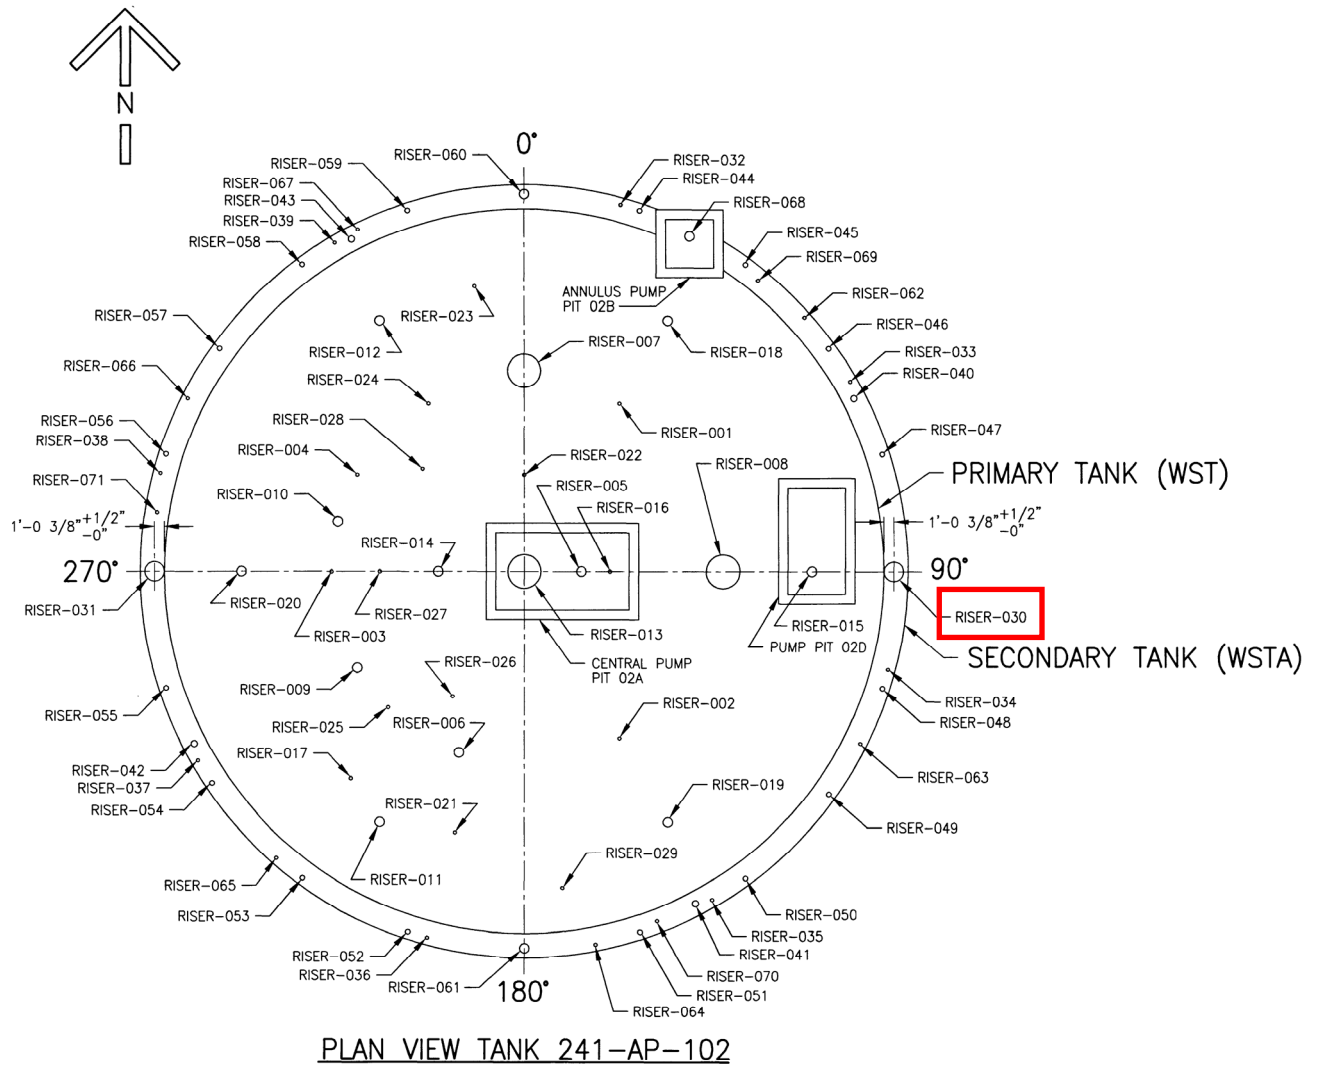 N
0°
RISER-060
RISER-059
RISER-067
RISER-043
RISER-039
RISER-058
RISER-032
RISER-044
RISER-068
RISER-045
RISER-069
ANNULUS PUMP
PIT 02B
RISER-023
RISER-062
RISER-057
RISER-046
RISER-012
RISER-007
RISER-018
RISER-033
RISER-066
RISER-024
RISER-040
RISER-056
RISER-028
RISER-001
RISER-047
RISER-038
RISER-004
RISER-022
RISER-008
PRIMARY TANK (WST)
RISER-071
RISER-010
RISER-005
RISER-016
1'-0 3/8"+1/2"
-0"
1'-0 3/8"+1/2"
-0"
RISER-014
270°
90°
RISER-031
RISER-020
RISER-027
RISER-003
RISER-013
RISER-015
RISER-030
PUMP PIT 02D
SECONDARY TANK (WSTA)
CENTRAL PUMP
PIT 02A
RISER-026
RISER-009
RISER-055
RISER-025
RISER-006
RISER-002
RISER-034
RISER-048
RISER-017
RISER-042
RISER-037
RISER-054
RISER-063
RISER-019
RISER-021
RISER-049
RISER-029
RISER-065
RISER-011
RISER-053
RISER-050
RISER-035
RISER-041
RISER-052
RISER-036
RISER-061
RISER-070
RISER-051
RISER-064
180°
PLAN VIEW TANK 241-AP-102